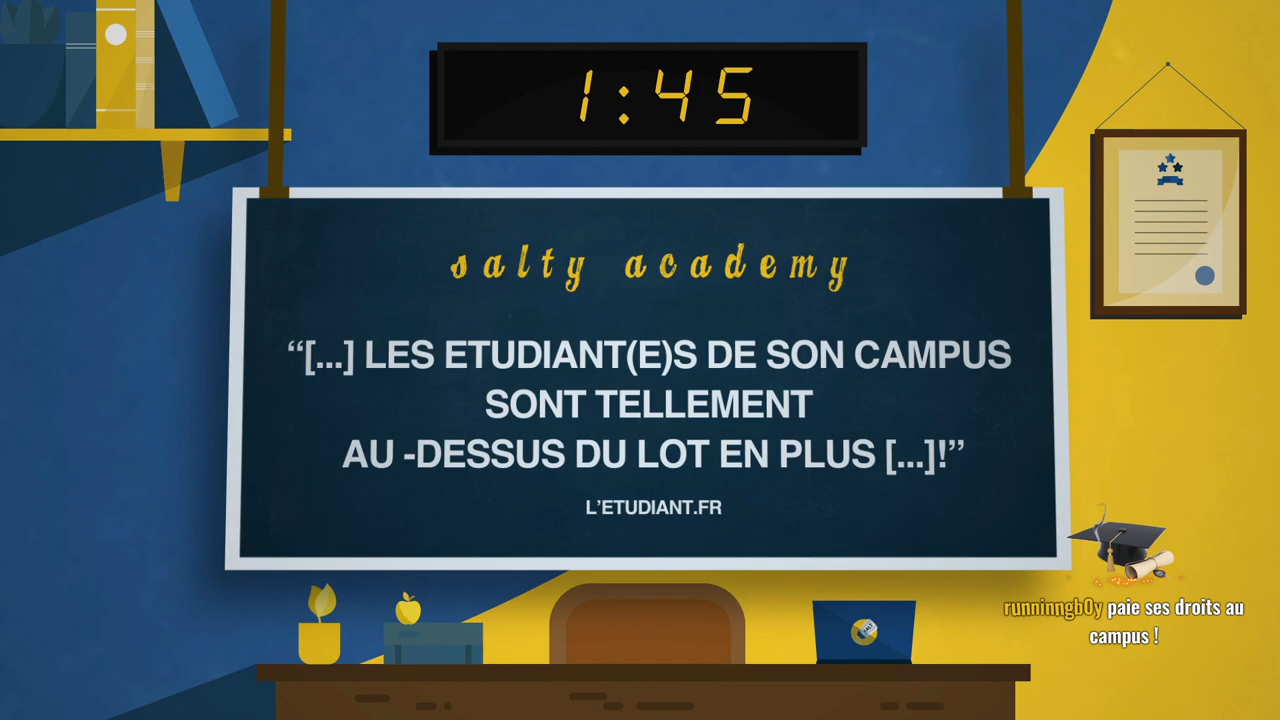 1:45
salty academy
“[...] LES ETUDIANT(E)S DE SON CAMPUS
SONT TELLEMENT
AU -DESSUS DU LOT EN PLUS [...]!”
L’ETUDIANT.FR
runninngb0y paie ses droits au
campus !